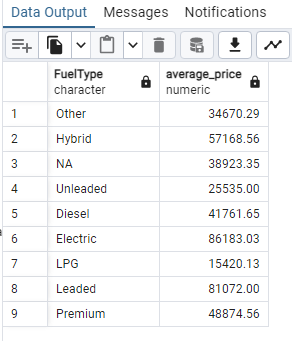 Data Output Messages Notifications
FuelType average_price
character numeric
1 Other 34670.29
2 Hybrid 57168.56
3 NA 38923.35
4 Unleaded 25535.00
5 Diesel 41761.65
6 Electric 86183.03
7 LPG 15420.13
8 Leaded 81072.00
9 Premium 48874.56